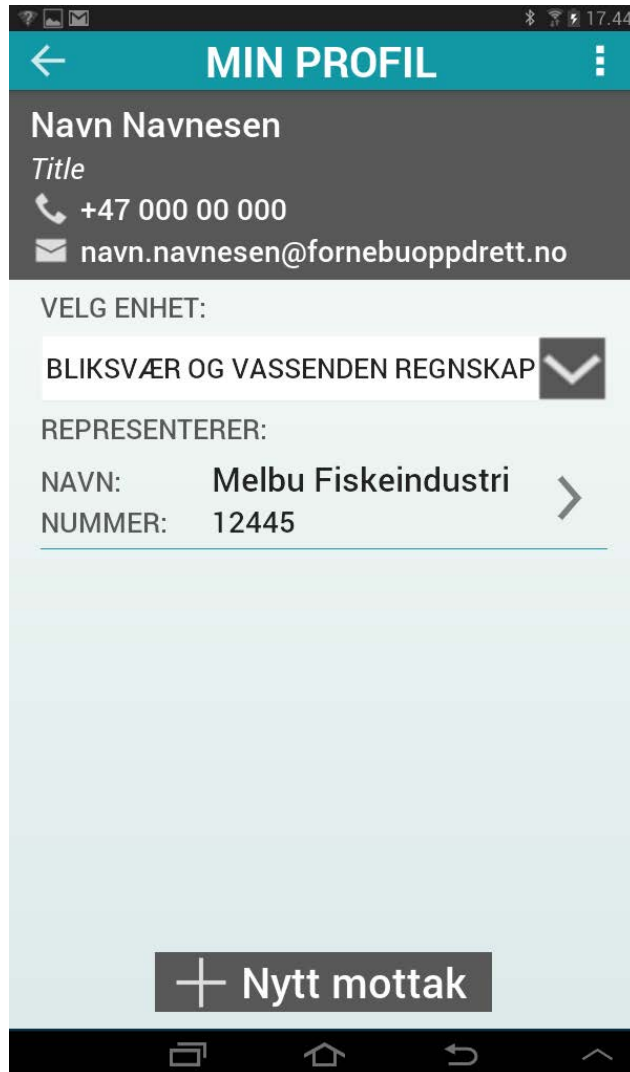 17.44
MIN PROFIL
Navn Navnesen
Title
+47 000 00 000
navn.navnesen@fornebuoppdrett.no
VELG ENHET:
BLIKSVÆR OG VASSENDEN REGNSKAP
REPRESENTERER:
NAVN: Melbu Fiskeindustri
NUMMER: 12445
Nytt mottak